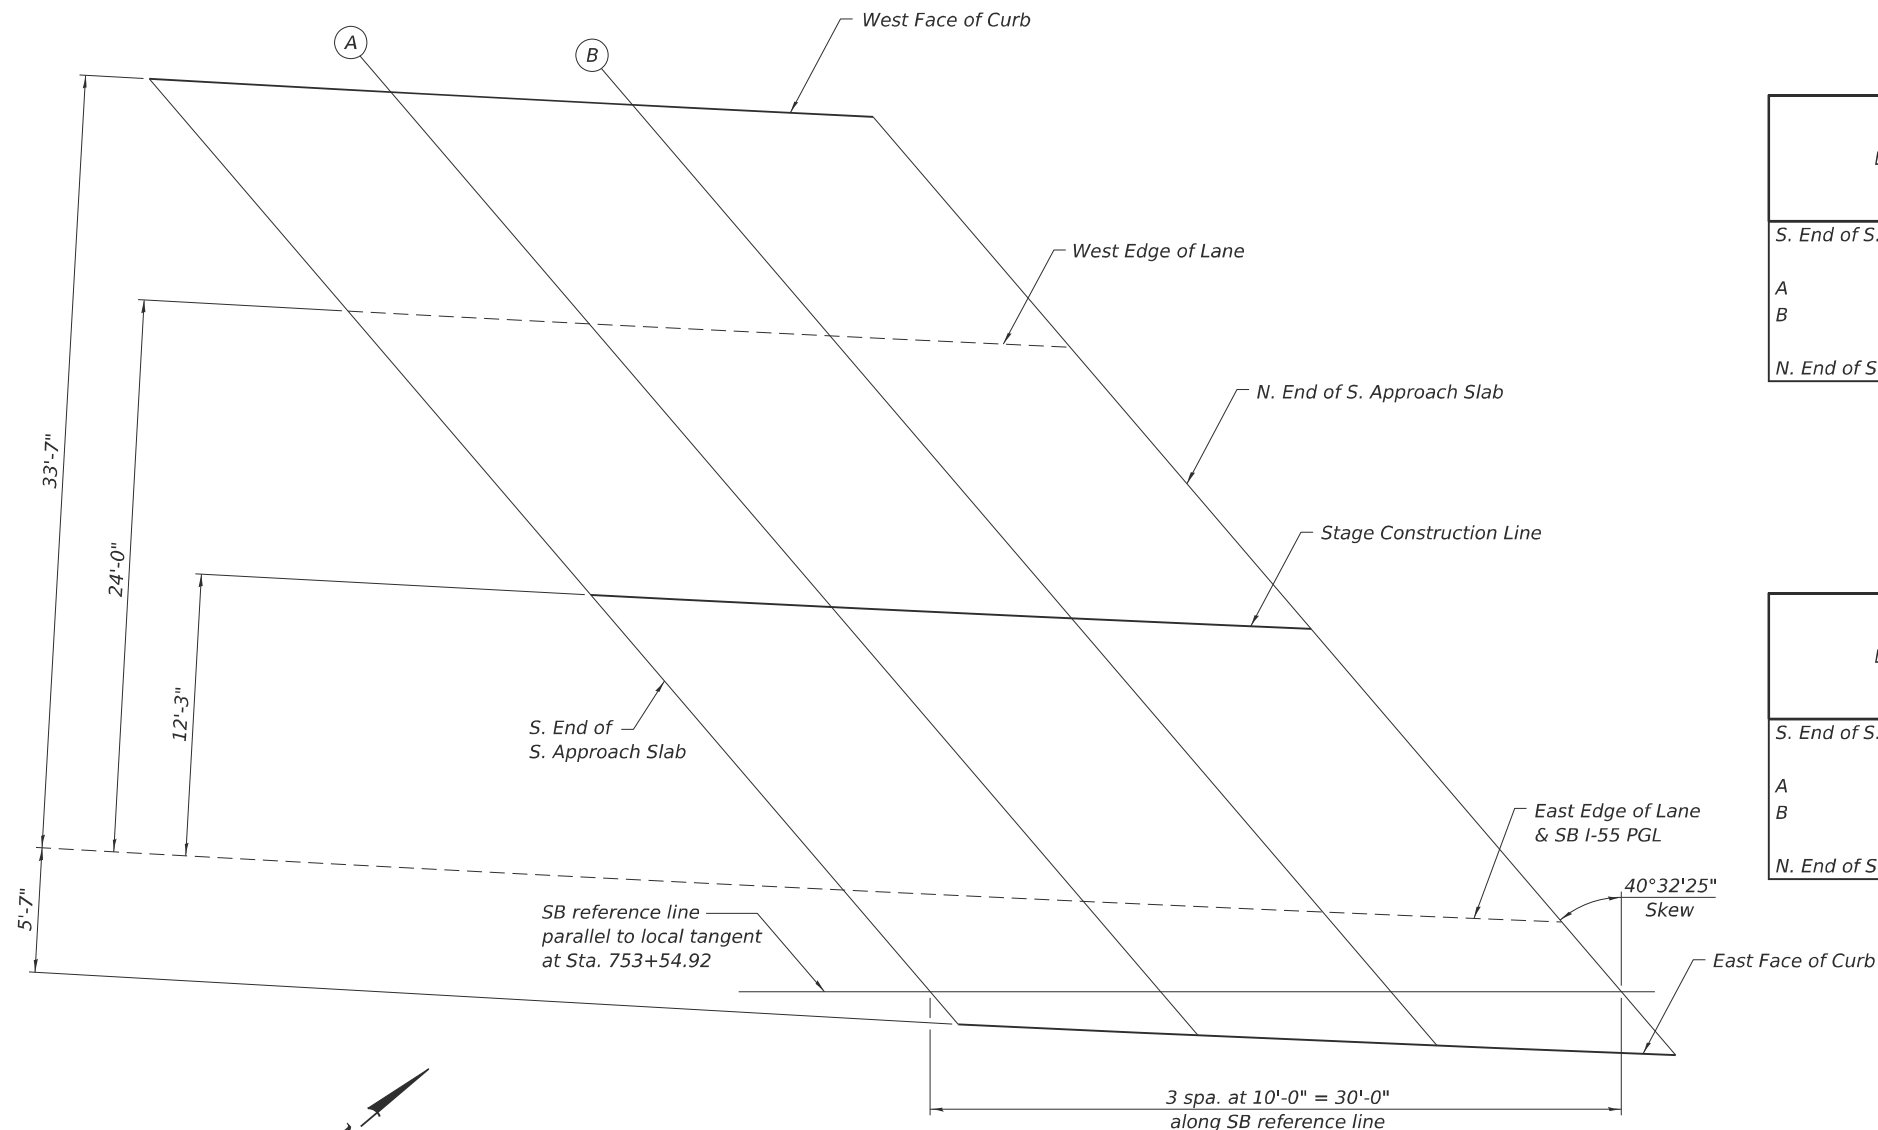 West Face of Curb
A
B
West Edge of Lane
N. End of S. Approach Slab
Stage Construction Line
33'-7"
24'-0"
12'-3"
5'-7"
S. End of
S. Approach Slab
East Edge of Lane
& SB I-55 PGL
40°32'25"
Skew
SB reference line
parallel to local tangent
at Sta. 753+54.92
East Face of Curb
3 spa. at 10'-0" = 30'-0"
along SB reference line
S. End of S.
A
B
N. End of S
S. End of S.
A
B
N. End of S